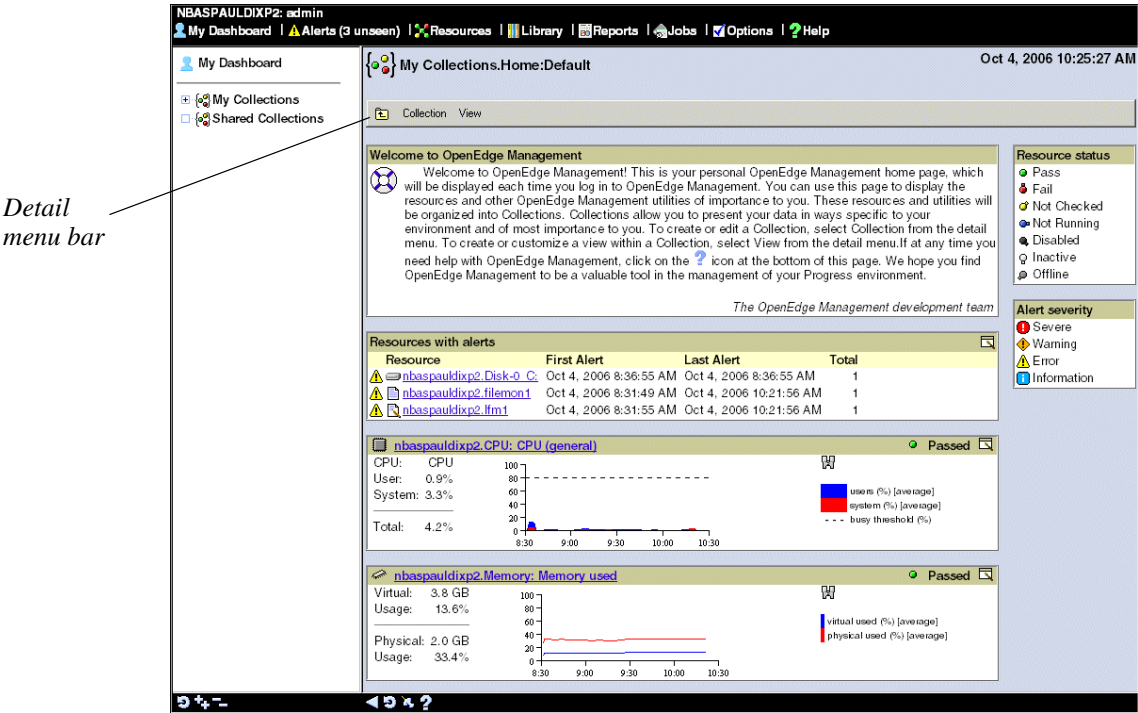 NBASPAULDIXP2: admin
My Dashboard | Alerts (3 unseen) | Resources | Library | Reports | Jobs | Options | Help
My Dashboard
My Collections
Shared Collections
My Collections.Home:Default
Oct 4, 2006 10:25:27 AM
Collection View
Detail
menu bar
Welcome to OpenEdge Management
Welcome to OpenEdge Management! This is your personal OpenEdge Management home page, which
will be displayed each time you log in to OpenEdge Management. You can use this page to display the
resources and other OpenEdge Management utilities of importance to you. These resources and utilities will
be organized into Collections. Collections allow you to present your data in ways specific to your
environment and of most importance to you. To create or edit a Collection, select Collection from the detail
menu. To create or customize a view within a Collection, select View from the detail menu.If at any time you
need help with OpenEdge Management, click on the ? icon at the bottom of this page. We hope you find
OpenEdge Management to be a valuable tool in the management of your Progress environment.
The OpenEdge Management development team
Resource status
Pass
Fail
Not Checked
Not Running
Disabled
Inactive
Offline
Alert severity
Severe
Warning
Error
Information
Resources with alerts
Resource First Alert Last Alert Total
nbaspauldixp2.Disk-0 C: Oct 4, 2006 8:36:55 AM Oct 4, 2006 8:36:55 AM 1
nbaspauldixp2.filemon1 Oct 4, 2006 8:31:49 AM Oct 4, 2006 10:21:56 AM 1
nbaspauldixp2.lfm1 Oct 4, 2006 8:31:55 AM Oct 4, 2006 10:21:56 AM 1
nbaspauldixp2.CPU: CPU (general) Passed
CPU: CPU
User: 0.9%
System: 3.3%
Total: 4.2%
100
80
60
40
20
0
8:30 9:00 9:30 10:00 10:30
users (%) [average]
system (%) [average]
busy threshold (%)
nbaspauldixp2.Memory: Memory used Passed
Virtual: 3.8 GB
Usage: 13.6%
Physical: 2.0 GB
Usage: 33.4%
100
80
60
40
20
0
8:30 9:00 9:30 10:00 10:30
virtual used (%) [average]
physical used (%) [average]